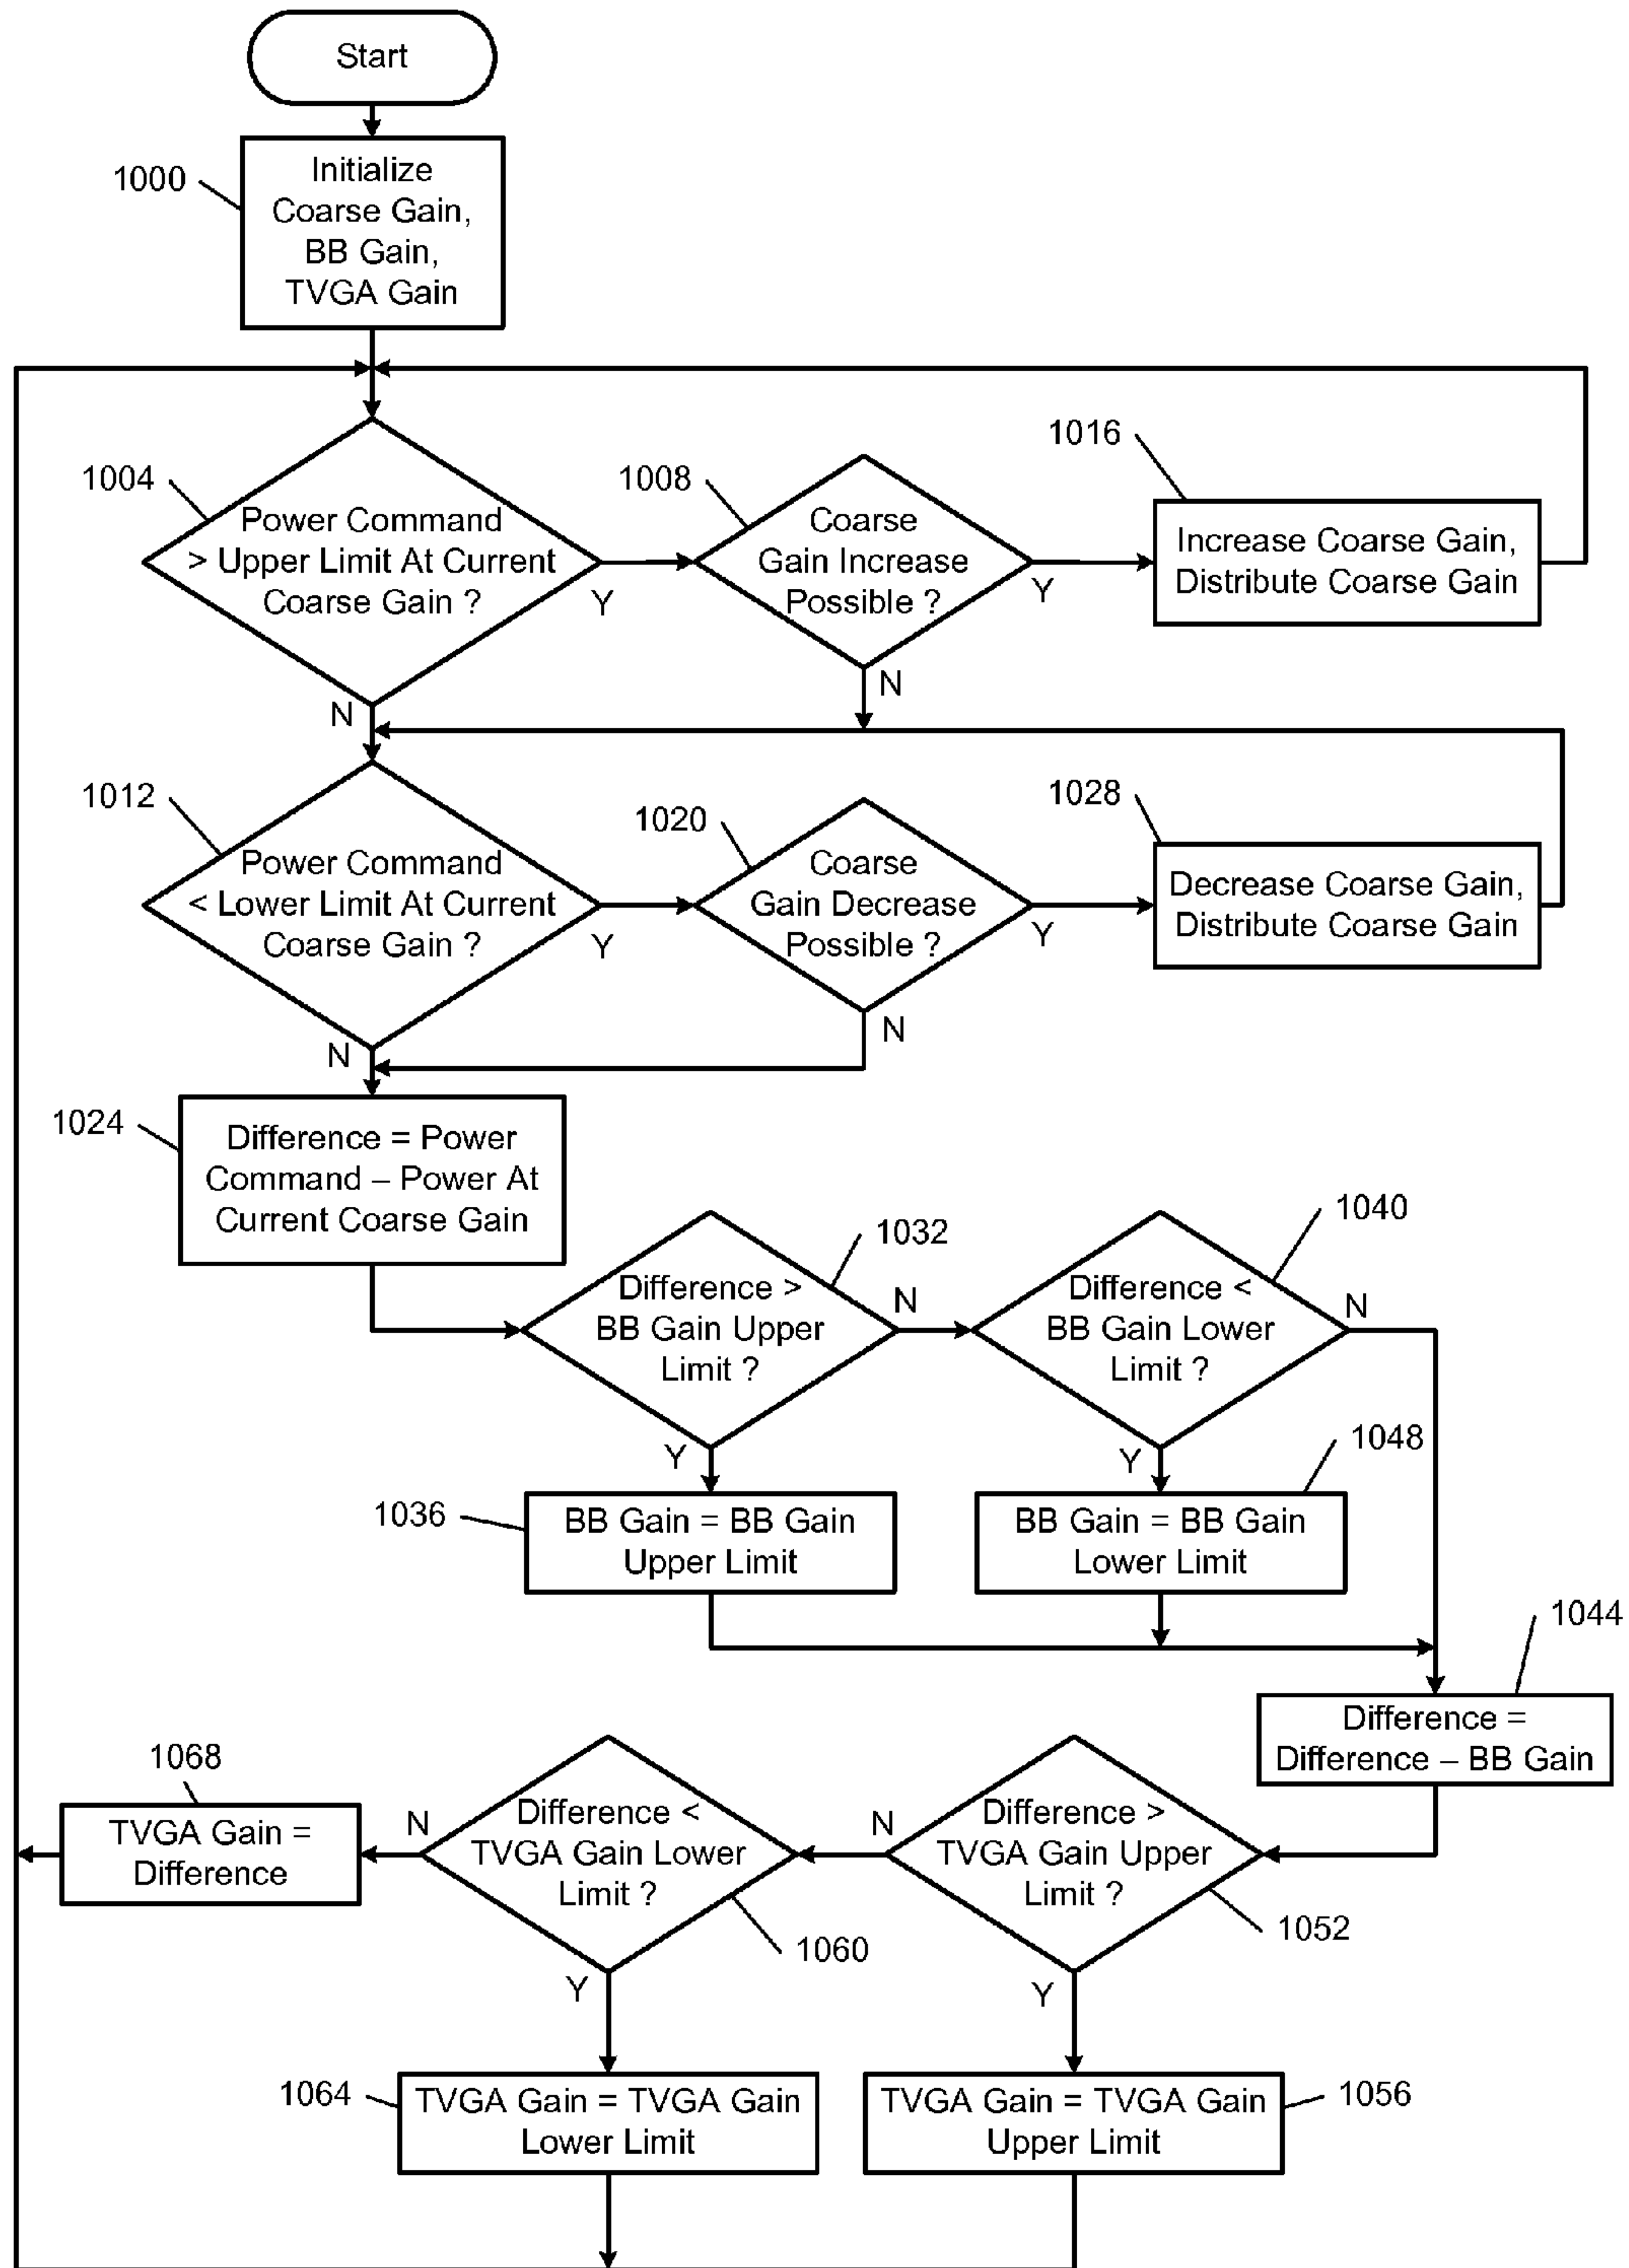 Start
1000
Initialize
Coarse Gain,
BB Gain,
TVGA Gain
1004
Power Command
> Upper Limit At Current
Coarse Gain ?
Y
N
1008
Coarse
Gain Increase
Possible ?
Y
N
1016
Increase Coarse Gain,
Distribute Coarse Gain
1012
Power Command
< Lower Limit At Current
Coarse Gain ?
Y
N
1020
Coarse
Gain Decrease
Possible ?
Y
N
1028
Decrease Coarse Gain,
Distribute Coarse Gain
1024
Difference = Power
Command – Power At
Current Coarse Gain
1032
Difference >
BB Gain Upper
Limit ?
N
Y
1040
Difference <
BB Gain Lower
Limit ?
N
Y
1036
BB Gain = BB Gain
Upper Limit
1048
BB Gain = BB Gain
Lower Limit
1044
Difference =
Difference – BB Gain
1052
Difference >
TVGA Gain Upper
Limit ?
N
Y
1060
Difference <
TVGA Gain Lower
Limit ?
N
Y
1068
TVGA Gain =
Difference
1064
TVGA Gain = TVGA Gain
Lower Limit
1056
TVGA Gain = TVGA Gain
Upper Limit